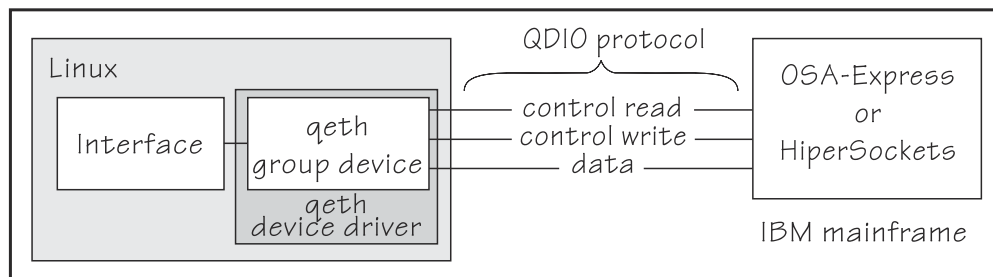 QDIO protocol
Linux
OSA-Express
or
HiperSockets
control read
control write
data
Interface
qeth
group device
qeth
device driver
IBM mainframe